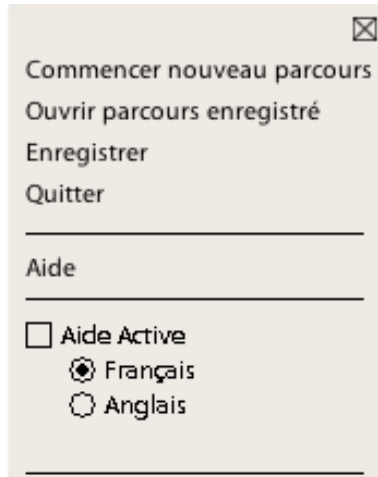 Commencer nouveau parcours
Ouvrir parcours enregistré
Enregistrer
Quitter
Aide
Aide Active
Français
Anglais